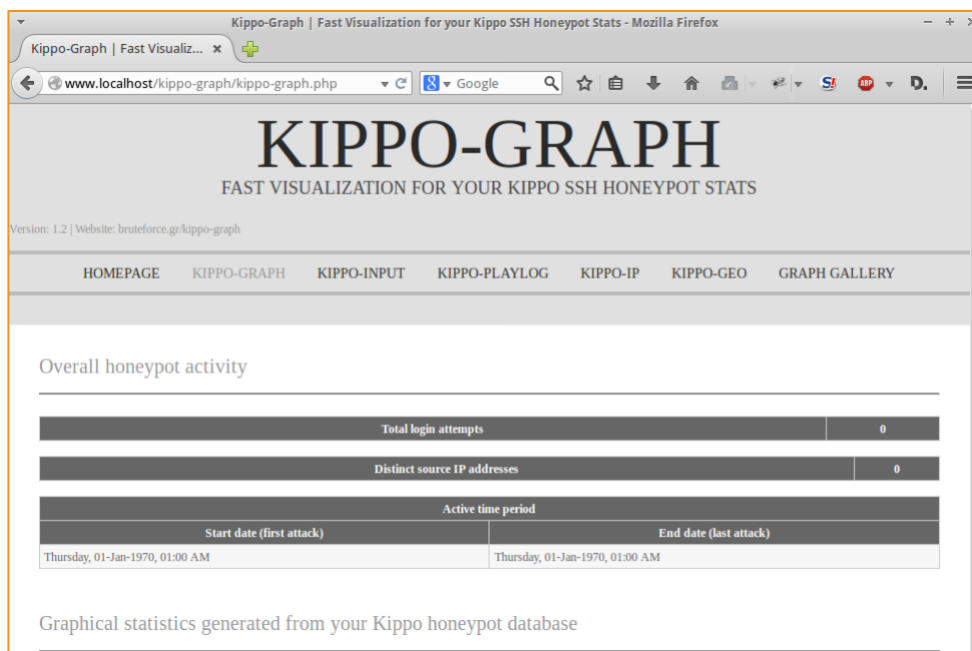 Kippo-Graph | Fast Visualization for your Kippo SSH Honeypot Stats - Mozilla Firefox
Kippo-Graph | Fast Visualiz...
www.localhost/kippo-graph/kippo-graph.php
Google
S!
ABP
D.
KIPPO-GRAPH
FAST VISUALIZATION FOR YOUR KIPPO SSH HONEYPOT STATS
Version: 1.2 | Website: bruteforce.gr/kippo-graph
HOMEPAGE KIPPO-GRAPH KIPPO-INPUT KIPPO-PLAYLOG KIPPO-IP KIPPO-GEO GRAPH GALLERY
Overall honeypot activity
Total login attempts 0
Distinct source IP addresses 0
Active time period
Start date (first attack) End date (last attack)
Thursday, 01-Jan-1970, 01:00 AM Thursday, 01-Jan-1970, 01:00 AM
Graphical statistics generated from your Kippo honeypot database